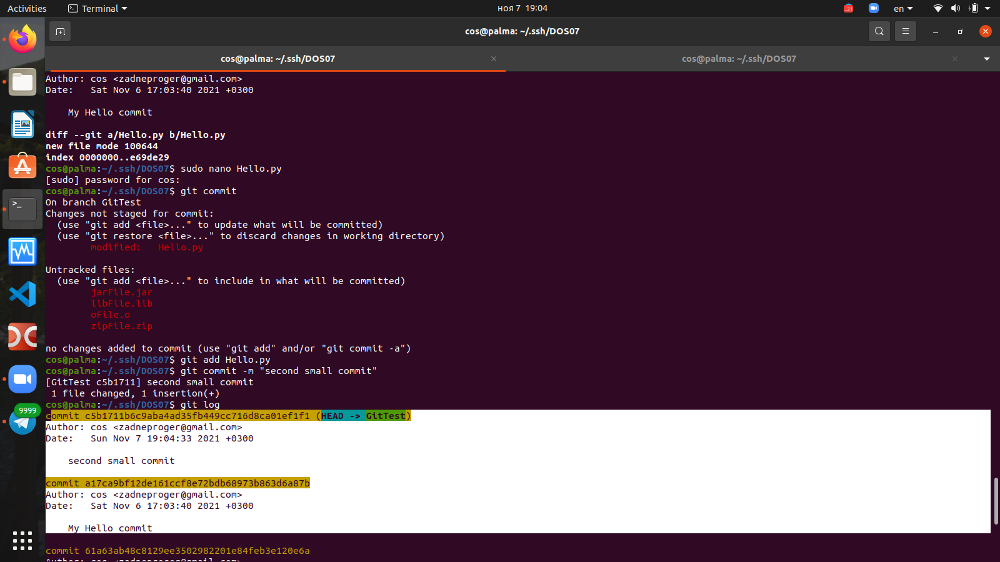 Activities Terminal ноя 7 19:04 en
cos@palma: ~/.ssh/DOS07
cos@palma: ~/.ssh/DOS07 × cos@palma: ~/.ssh/DOS07 ×
Author: cos <zadneproger@gmail.com>
Date:   Sat Nov 6 17:03:40 2021 +0300
    My Hello commit
diff --git a/Hello.py b/Hello.py
new file mode 100644
index 0000000..e69de29
cos@palma:~/.ssh/DOS07$ sudo nano Hello.py
[sudo] password for cos:
cos@palma:~/.ssh/DOS07$ git commit
On branch GitTest
Changes not staged for commit:
  (use "git add <file>..." to update what will be committed)
  (use "git restore <file>..." to discard changes in working directory)
        modified:   Hello.py
Untracked files:
  (use "git add <file>..." to include in what will be committed)
        jarFile.jar
        libFile.lib
        oFile.o
        zipFile.zip
no changes added to commit (use "git add" and/or "git commit -a")
cos@palma:~/.ssh/DOS07$ git add Hello.py
cos@palma:~/.ssh/DOS07$ git commit -m "second small commit"
[GitTest c5b1711] second small commit
 1 file changed, 1 insertion(+)
cos@palma:~/.ssh/DOS07$ git log
commit c5b1711b6c9aba4ad35fb449cc716d8ca01ef1f1 (HEAD -> GitTest)
Author: cos <zadneproger@gmail.com>
Date:   Sun Nov 7 19:04:33 2021 +0300
    second small commit
commit a17ca9bf12de161ccf8e72bdb68973b863d6a87b
Author: cos <zadneproger@gmail.com>
Date:   Sat Nov 6 17:03:40 2021 +0300
    My Hello commit
commit 61a63ab48c8129ee3502982201e84feb3e120e6a
Author: cos <zadneproger@gmail.com>
9999